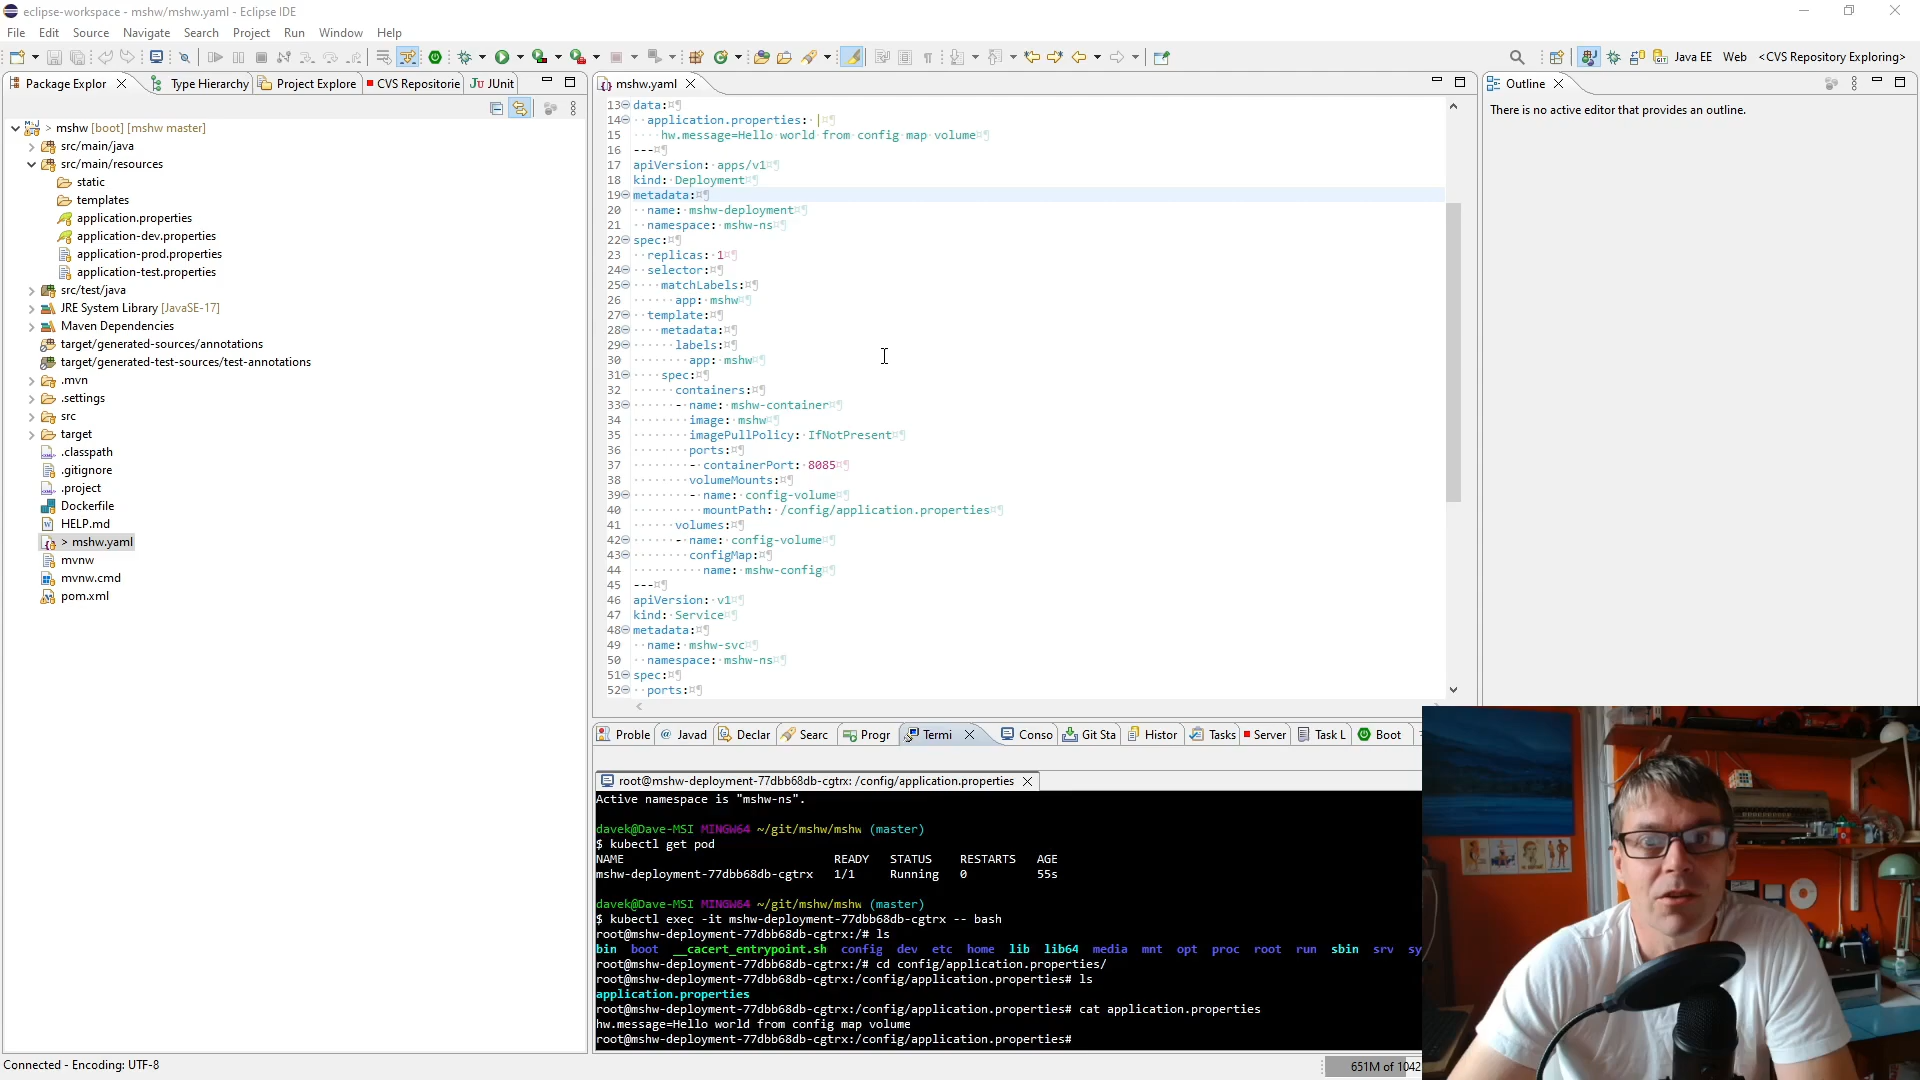 eclipse-workspace - mshw/mshw.yaml - Eclipse IDE
File Edit Source Navigate Search Project Run Window Help
Java EE Web <CVS Repository Exploring>
Package Explor Type Hierarchy Project Explore CVS Repositorie JUnit
mshw.yaml
Outline
There is no active editor that provides an outline.
> mshw [boot] [mshw master]
src/main/java
src/main/resources
static
templates
application.properties
application-dev.properties
application-prod.properties
application-test.properties
src/test/java
JRE System Library [JavaSE-17]
Maven Dependencies
target/generated-sources/annotations
target/generated-test-sources/test-annotations
.mvn
.settings
src
target
.classpath
.gitignore
.project
Dockerfile
HELP.md
> mshw.yaml
mvnw
mvnw.cmd
pom.xml
13 data:
14 application.properties: |
15 hw.message=Hello world from config map volume
16 ---
17 apiVersion: apps/v1
18 kind: Deployment
19 metadata:
20 name: mshw-deployment
21 namespace: mshw-ns
22 spec:
23 replicas: 1
24 selector:
25 matchLabels:
26 app: mshw
27 template:
28 metadata:
29 labels:
30 app: mshw
31 spec:
32 containers:
33 - name: mshw-container
34 image: mshw
35 imagePullPolicy: IfNotPresent
36 ports:
37 - containerPort: 8085
38 volumeMounts:
39 - name: config-volume
40 mountPath: /config/application.properties
41 volumes:
42 - name: config-volume
43 configMap:
44 name: mshw-config
45 ---
46 apiVersion: v1
47 kind: Service
48 metadata:
49 name: mshw-svc
50 namespace: mshw-ns
51 spec:
52 ports:
Proble Javad Declar Searc Progr Termi Conso Git Sta Histor Tasks Server Task L Boot
root@mshw-deployment-77dbb68db-cgtrx: /config/application.properties
Active namespace is "mshw-ns".
davek@Dave-MSI MINGW64 ~/git/mshw/mshw (master)
$ kubectl get pod
NAME READY STATUS RESTARTS AGE
mshw-deployment-77dbb68db-cgtrx 1/1 Running 0 55s
davek@Dave-MSI MINGW64 ~/git/mshw/mshw (master)
$ kubectl exec -it mshw-deployment-77dbb68db-cgtrx -- bash
root@mshw-deployment-77dbb68db-cgtrx:/# ls
bin boot __cacert_entrypoint.sh config dev etc home lib lib64 media mnt opt proc root run sbin srv sy
root@mshw-deployment-77dbb68db-cgtrx:/# cd config/application.properties/
root@mshw-deployment-77dbb68db-cgtrx:/config/application.properties# ls
application.properties
root@mshw-deployment-77dbb68db-cgtrx:/config/application.properties# cat application.properties
hw.message=Hello world from config map volume
root@mshw-deployment-77dbb68db-cgtrx:/config/application.properties#
Connected - Encoding: UTF-8
651M of 1042